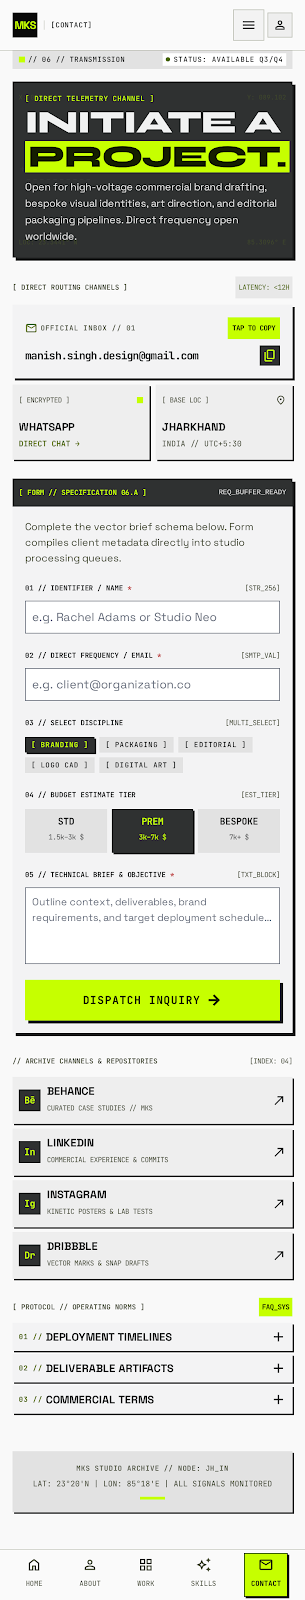 MKS [CONTACT]
// 06 // TRANSMISSION
STATUS: AVAILABLE Q3/Q4
[ DIRECT TELEMETRY CHANNEL ]
INITIATE A
PROJECT.
Open for high-voltage commercial brand drafting,
bespoke visual identities, art direction, and editorial
packaging pipelines. Direct frequency open
worldwide.
[ DIRECT ROUTING CHANNELS ]
LATENCY: <12H
OFFICIAL INBOX // 01
TAP TO COPY
manish.singh.design@gmail.com
[ ENCRYPTED ]
WHATSAPP
DIRECT CHAT →
[ BASE LOC ]
JHARKHAND
INDIA // UTC+5:30
[ FORM // SPECIFICATION 06.A ]
REQ_BUFFER_READY
Complete the vector brief schema below. Form
compiles client metadata directly into studio
processing queues.
01 // IDENTIFIER / NAME *
[STR_256]
e.g. Rachel Adams or Studio Neo
02 // DIRECT FREQUENCY / EMAIL *
[SMTP_VAL]
e.g. client@organization.co
03 // SELECT DISCIPLINE
[MULTI_SELECT]
[ BRANDING ] [ PACKAGING ] [ EDITORIAL ]
[ LOGO CAD ] [ DIGITAL ART ]
04 // BUDGET ESTIMATE TIER
[EST_TIER]
STD
1.5k-3k $
PREM
3k-7k $
BESPOKE
7k+ $
05 // TECHNICAL BRIEF & OBJECTIVE *
[TXT_BLOCK]
Outline context, deliverables, brand
requirements, and target deployment schedule...
DISPATCH INQUIRY →
// ARCHIVE CHANNELS & REPOSITORIES
[INDEX: 04]
Bē
BEHANCE
CURATED CASE STUDIES // MKS
In
LINKEDIN
COMMERCIAL EXPERIENCE & COMMITS
Ig
INSTAGRAM
KINETIC POSTERS & LAB TESTS
Dr
DRIBBBLE
VECTOR MARKS & SNAP DRAFTS
[ PROTOCOL // OPERATING NORMS ]
FAQ_SYS
01 // DEPLOYMENT TIMELINES
02 // DELIVERABLE ARTIFACTS
03 // COMMERCIAL TERMS
MKS STUDIO ARCHIVE // NODE: JH_IN
LAT: 23°20'N | LON: 85°18'E | ALL SIGNALS MONITORED
HOME ABOUT WORK SKILLS CONTACT